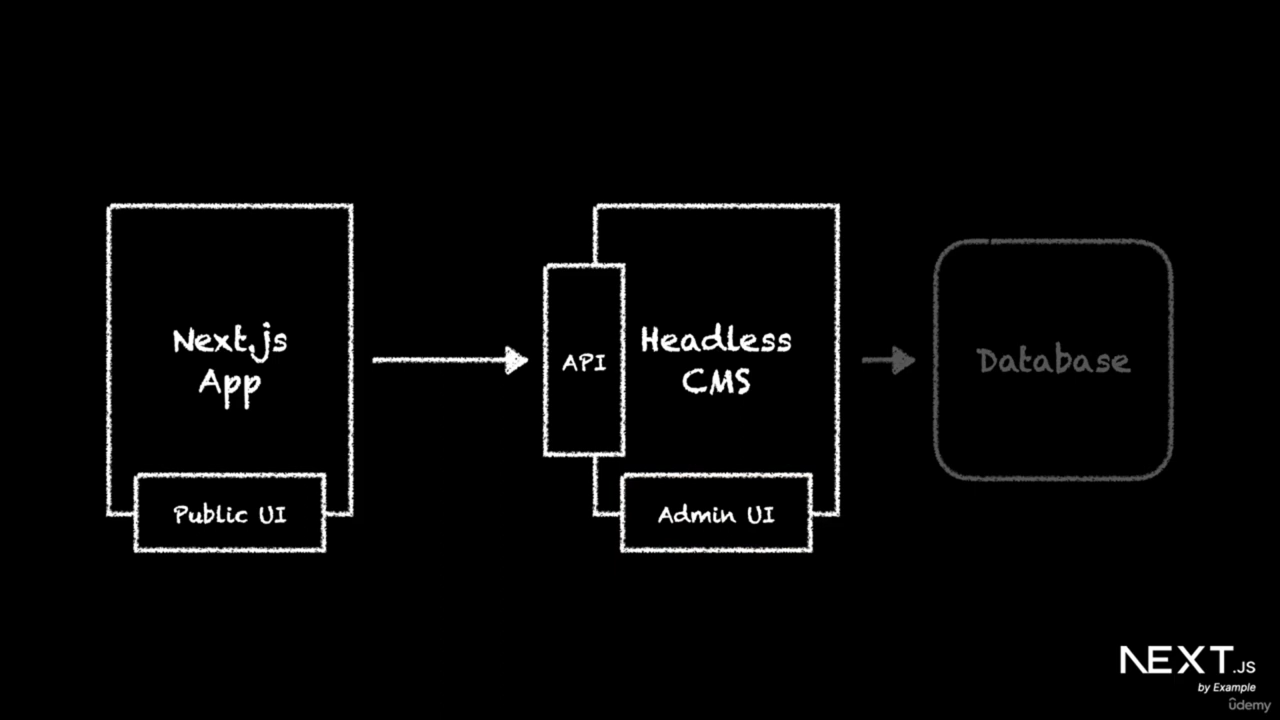 Next.js
App
Public UI
API
Headless
CMS
Admin UI
Database
NEXT.JS
by Example
ûdemy